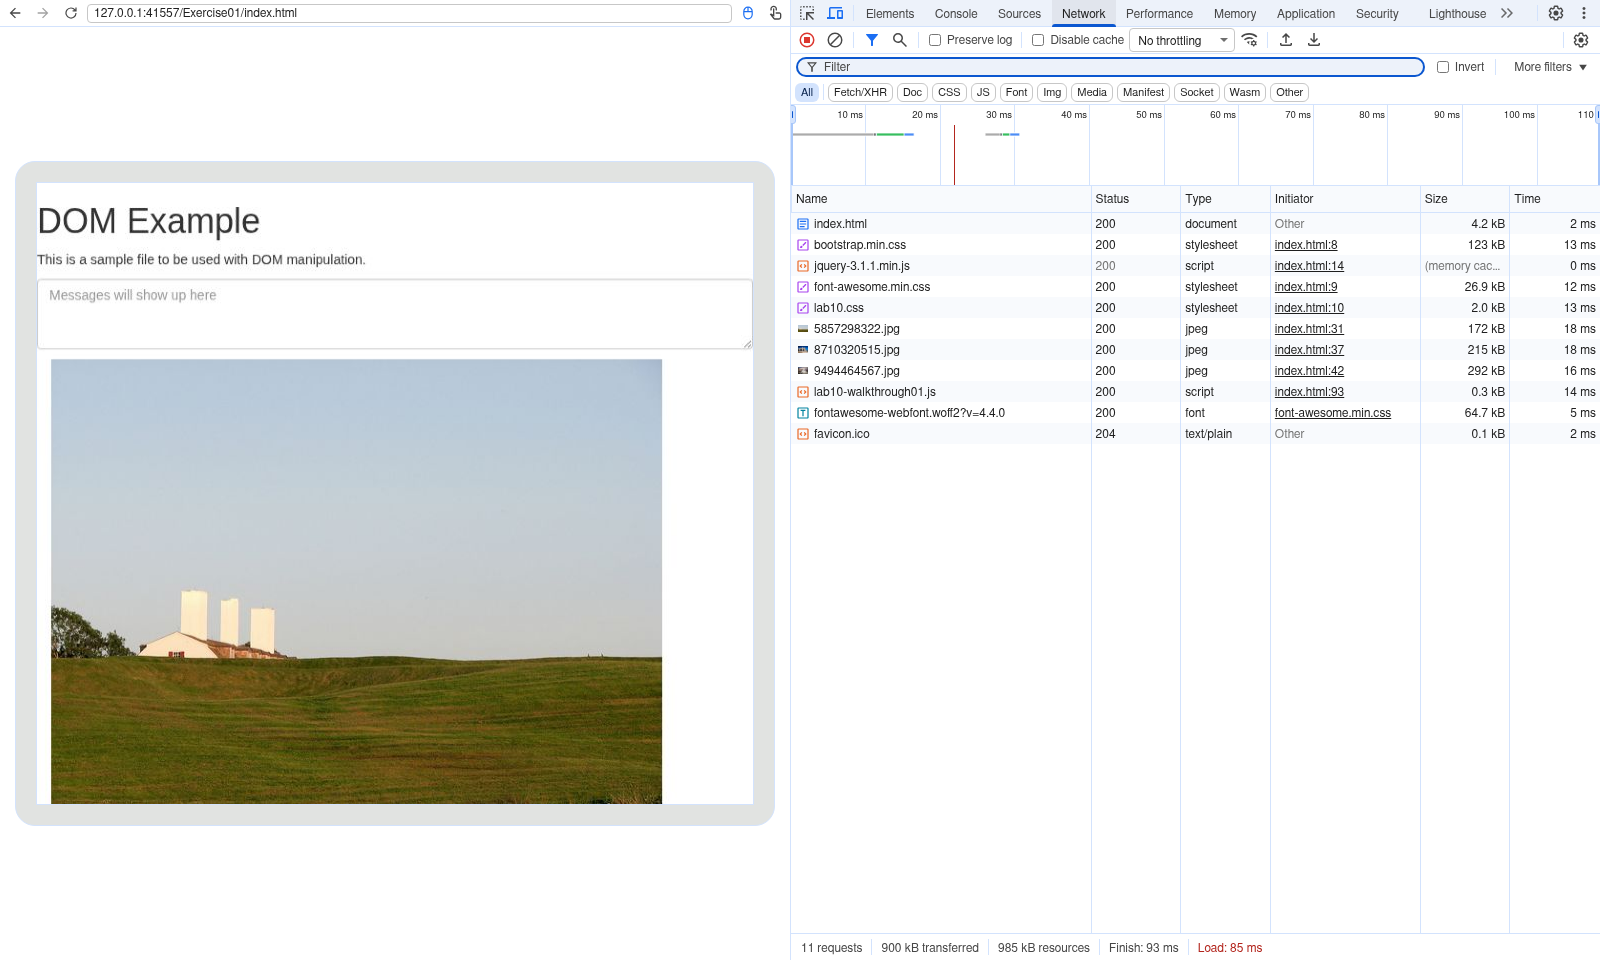 127.0.0.1:41557/Exercise01/index.html
Elements Console Sources Network Performance Memory Application Security Lighthouse
Preserve log Disable cache No throttling
Filter Invert More filters
All Fetch/XHR Doc CSS JS Font Img Media Manifest Socket Wasm Other
10 ms 20 ms 30 ms 40 ms 50 ms 60 ms 70 ms 80 ms 90 ms 100 ms 110
Name Status Type Initiator Size Time
index.html 200 document Other 4.2 kB 2 ms
bootstrap.min.css 200 stylesheet index.html:8 123 kB 13 ms
jquery-3.1.1.min.js 200 script index.html:14 (memory cac... 0 ms
font-awesome.min.css 200 stylesheet index.html:9 26.9 kB 12 ms
lab10.css 200 stylesheet index.html:10 2.0 kB 13 ms
5857298322.jpg 200 jpeg index.html:31 172 kB 18 ms
8710320515.jpg 200 jpeg index.html:37 215 kB 18 ms
9494464567.jpg 200 jpeg index.html:42 292 kB 16 ms
lab10-walkthrough01.js 200 script index.html:93 0.3 kB 14 ms
fontawesome-webfont.woff2?v=4.4.0 200 font font-awesome.min.css 64.7 kB 5 ms
favicon.ico 204 text/plain Other 0.1 kB 2 ms
11 requests 900 kB transferred 985 kB resources Finish: 93 ms Load: 85 ms
DOM Example
This is a sample file to be used with DOM manipulation.
Messages will show up here